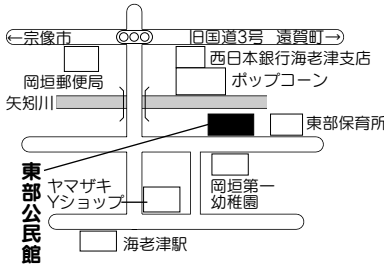 ←宗像市
旧国道3号 遠賀町→
西日本銀行海老津支店
岡垣郵便局
ポップコーン
矢矧川
東部保育所
東部公民館
ヤマザキ
Yショップ
岡垣第一
幼稚園
海老津駅